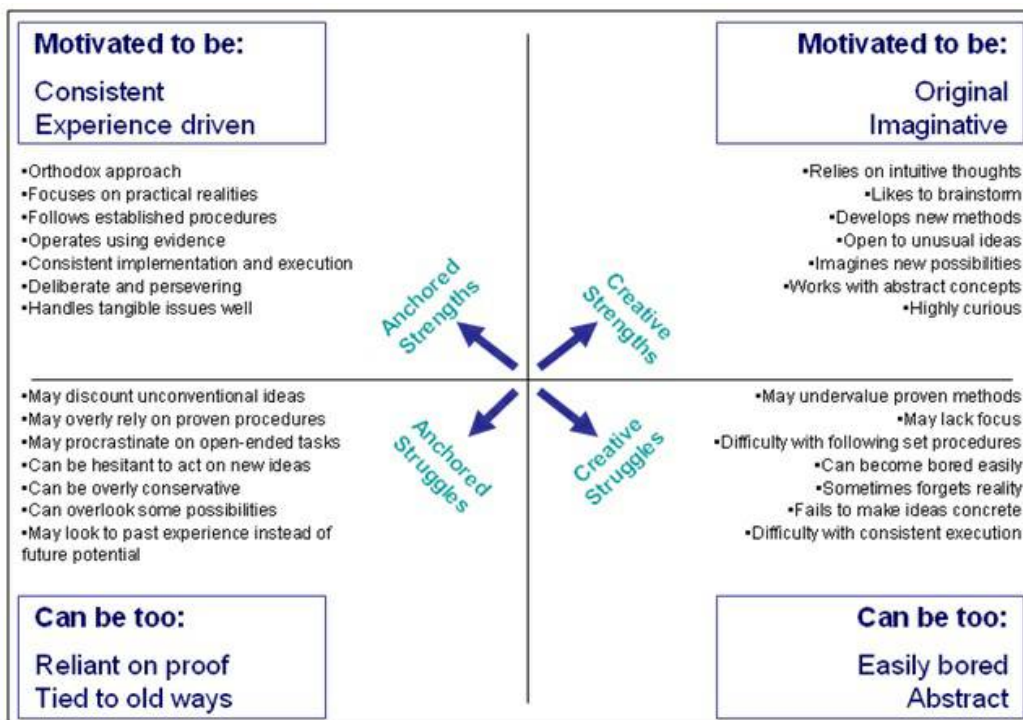 Motivated to be:
Consistent
Experience driven
▪Orthodox approach
▪Focuses on practical realities
▪Follows established procedures
▪Operates using evidence
▪Consistent implementation and execution
▪Deliberate and persevering
▪Handles tangible issues well
Anchored
Strengths
Motivated to be:
Original
Imaginative
▪Relies on intuitive thoughts
▪Likes to brainstorm
▪Develops new methods
▪Open to unusual ideas
▪Imagines new possibilities
▪Works with abstract concepts
▪Highly curious
Creative
Strengths
▪May discount unconventional ideas
▪May overly rely on proven procedures
▪May procrastinate on open-ended tasks
▪Can be hesitant to act on new ideas
▪Can be overly conservative
▪Can overlook some possibilities
▪May look to past experience instead of
future potential
Anchored
Struggles
Can be too:
Reliant on proof
Tied to old ways
▪May undervalue proven methods
▪May lack focus
▪Difficulty with following set procedures
▪Can become bored easily
▪Sometimes forgets reality
▪Fails to make ideas concrete
▪Difficulty with consistent execution
Creative
Struggles
Can be too:
Easily bored
Abstract